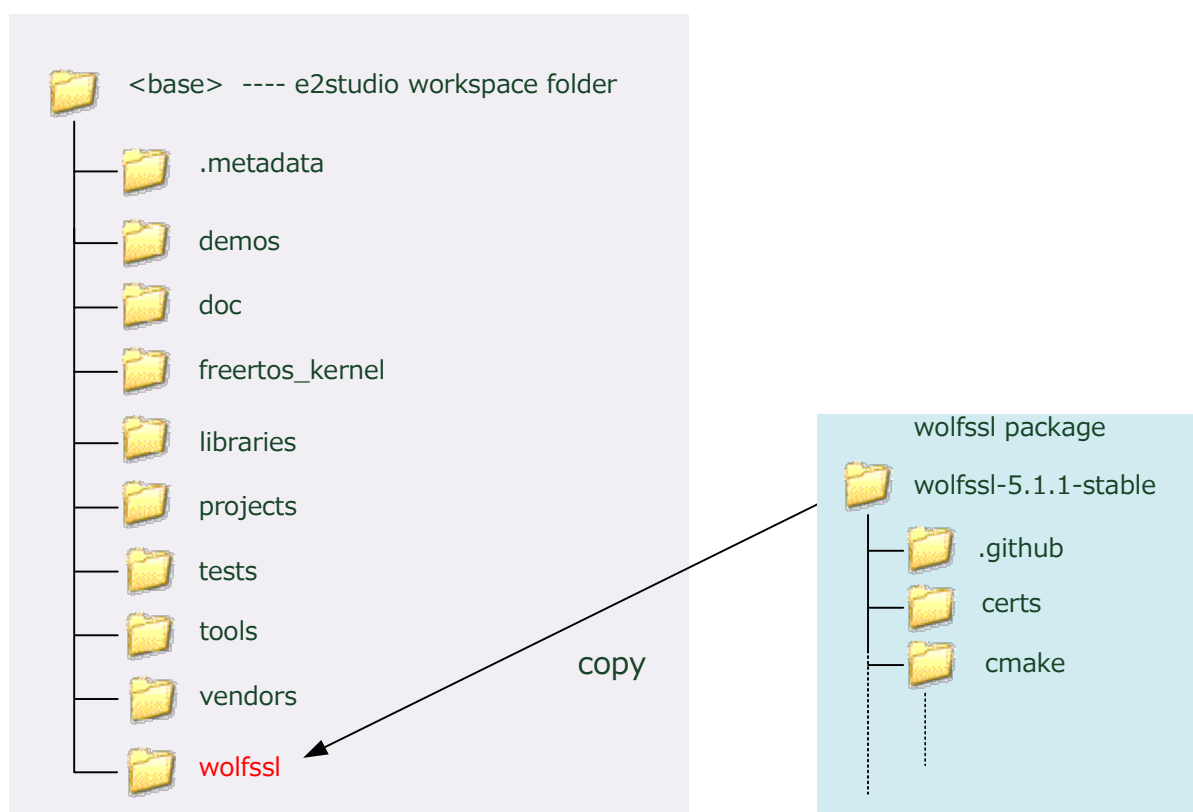 <base> ---- e2studio workspace folder
.metadata
demos
doc
freertos_kernel
libraries
projects
tests
tools
vendors
wolfssl
copy
wolfssl package
wolfssl-5.1.1-stable
.github
certs
cmake